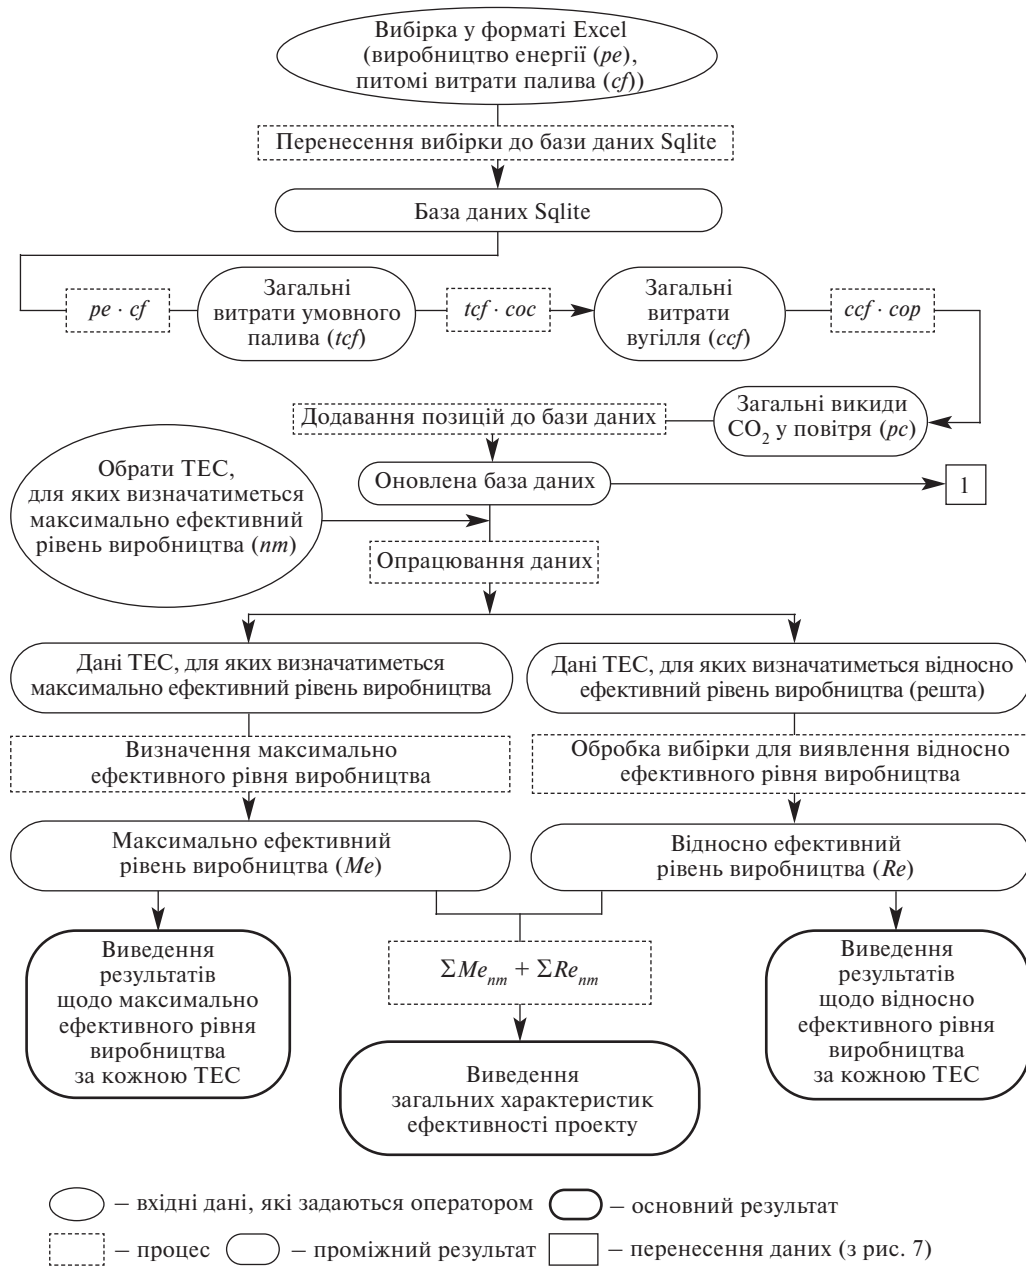 Вибірка у форматі Excel
(виробництво енергії (pe),
питомі витрати палива (cf))
Перенесення вибірки до бази даних Sqlite
База даних Sqlite
pe · cf
Загальні
витрати умовного
палива (tcf)
tcf · coc
Загальні
витрати
вугілля (ccf)
ccf · cop
Загальні викиди
CO₂ у повітря (pc)
Додавання позицій до бази даних
Оновлена база даних
1
Обрати ТЕС,
для яких визначатиметься
максимально ефективний
рівень виробництва (nm)
Опрацювання даних
Дані ТЕС, для яких визначатиметься
максимально ефективний рівень виробництва
Дані ТЕС, для яких визначатиметься відносно
ефективний рівень виробництва (решта)
Визначення максимально
ефективного рівня виробництва
Обробка вибірки для виявлення відносно
ефективного рівня виробництва
Максимально ефективний
рівень виробництва (Me)
Відносно ефективний
рівень виробництва (Re)
Виведення
результатів
щодо максимально
ефективного рівня
виробництва
за кожною ТЕС
ΣMeₙₘ + ΣReₙₘ
Виведення
результатів
щодо відносно
ефективного рівня
виробництва
за кожною ТЕС
Виведення
загальних характеристик
ефективності проекту
– вхідні дані, які задаються оператором
– основний результат
– процес
– проміжний результат
– перенесення даних (з рис. 7)